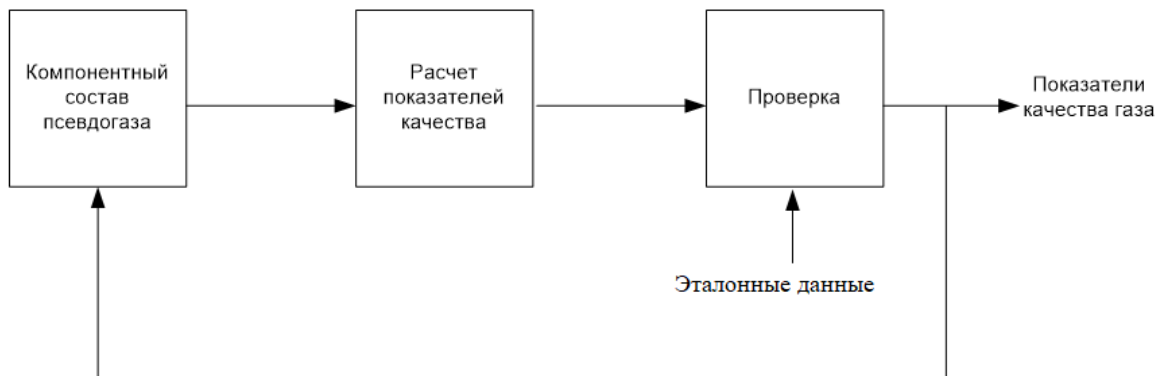 Компонентный
состав
псевдогаза
Расчет
показателей
качества
Проверка
Показатели
качества газа
Эталонные данные